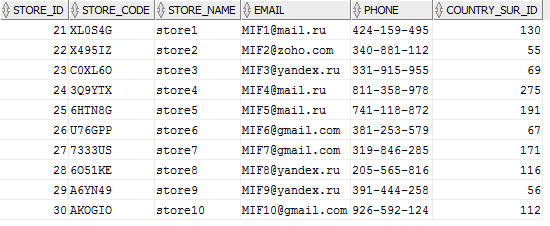 STORE_ID STORE_CODE STORE_NAME EMAIL PHONE COUNTRY_SUR_ID
21 XL0S4G store1 MIF1@mail.ru 424-159-495 130
22 X495IZ store2 MIF2@zoho.com 340-881-112 55
23 C0XL6O store3 MIF3@yandex.ru 331-915-955 69
24 3Q9YTX store4 MIF4@mail.ru 811-358-978 275
25 6HTN8G store5 MIF5@mail.ru 741-118-872 191
26 U76GPP store6 MIF6@gmail.com 381-253-579 67
27 7333US store7 MIF7@gmail.com 319-846-285 171
28 6O51KE store8 MIF8@yandex.ru 205-565-816 116
29 A6YN49 store9 MIF9@yandex.ru 391-444-258 56
30 AKOGIO store10 MIF10@gmail.com 926-592-124 112